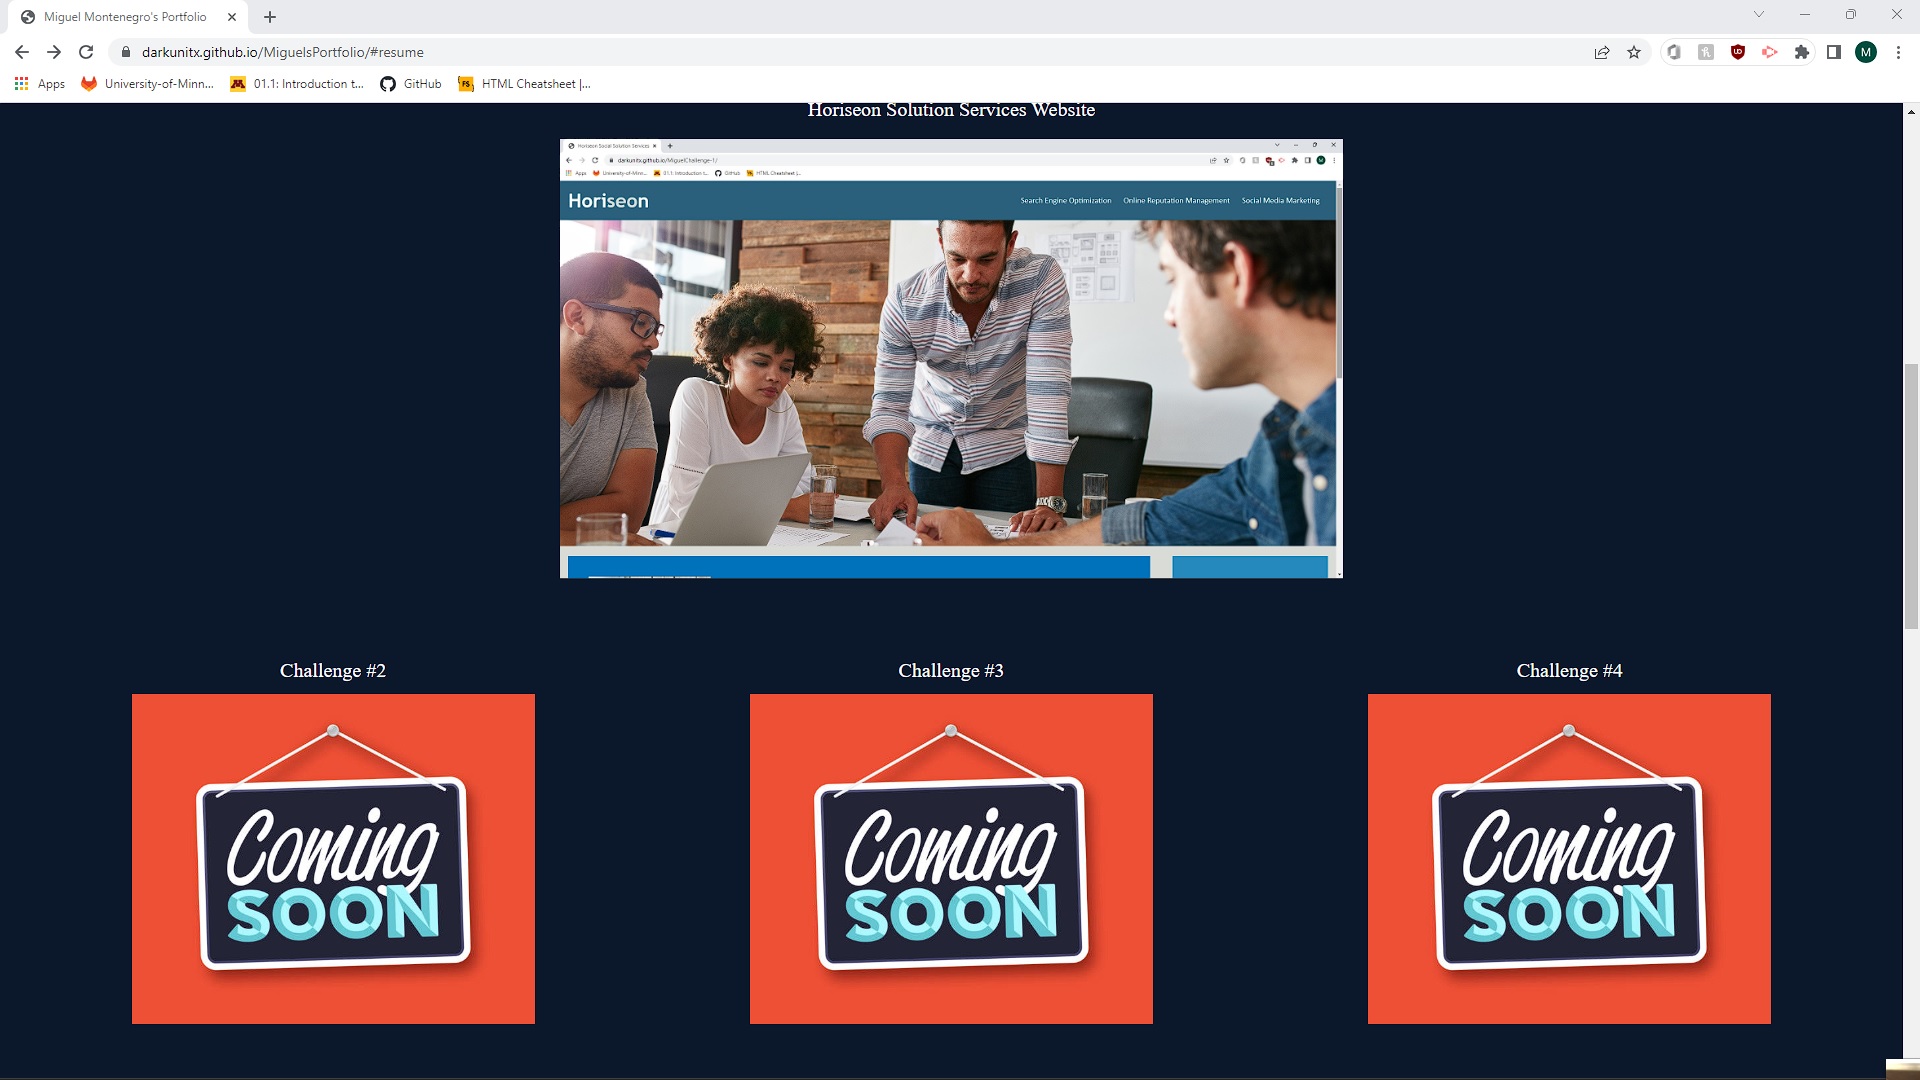 Miguel Montenegro's Portfolio
darkunitx.github.io/MiguelsPortfolio/#resume
M
Apps
University-of-Minn...
01.1: Introduction t...
GitHub
HTML Cheatsheet |...
Horiseon Solution Services Website
Horiseon Social Solution Services
darkunitx.github.io/MiguelChallenge-1/
Apps
University-of-Minn...
01.1: Introduction t...
GitHub
HTML Cheatsheet |...
Horiseon
Search Engine Optimization
Online Reputation Management
Social Media Marketing
Challenge #2
Challenge #3
Challenge #4
Coming
SOON
Coming
SOON
Coming
SOON